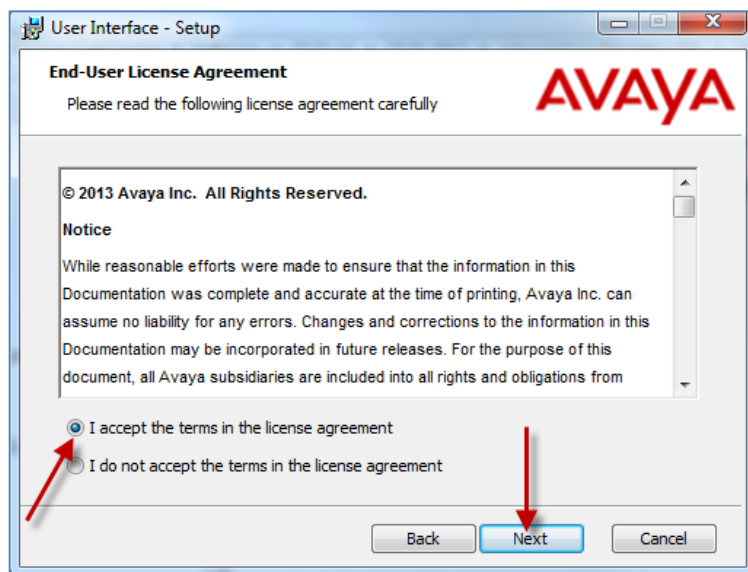 User Interface - Setup
End-User License Agreement
Please read the following license agreement carefully
AVAYA
© 2013 Avaya Inc. All Rights Reserved.
Notice
While reasonable efforts were made to ensure that the information in this
Documentation was complete and accurate at the time of printing, Avaya Inc. can
assume no liability for any errors. Changes and corrections to the information in this
Documentation may be incorporated in future releases. For the purpose of this
document, all Avaya subsidiaries are included into all rights and obligations from
I accept the terms in the license agreement
I do not accept the terms in the license agreement
Back Next Cancel